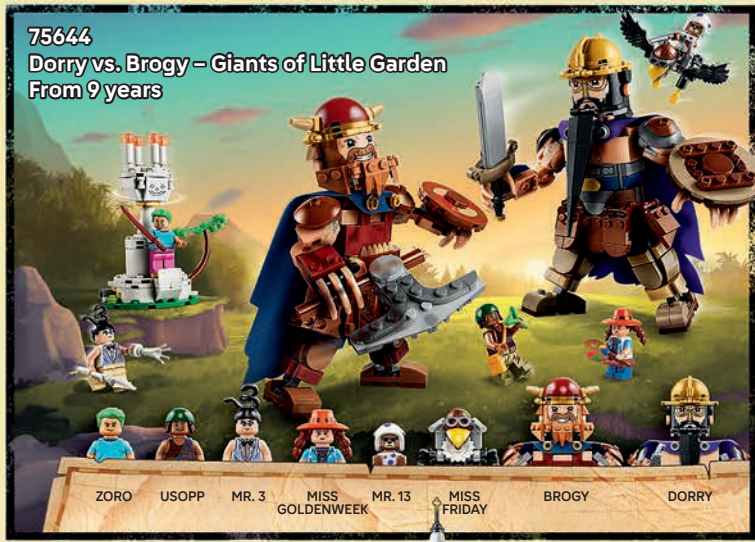 75644
Dorry vs. Brogy – Giants of Little Garden
From 9 years
ZORO
USOPP
MR. 3
MISS
GOLDENWEEK
MR. 13
MISS
FRIDAY
BROGY
DORRY